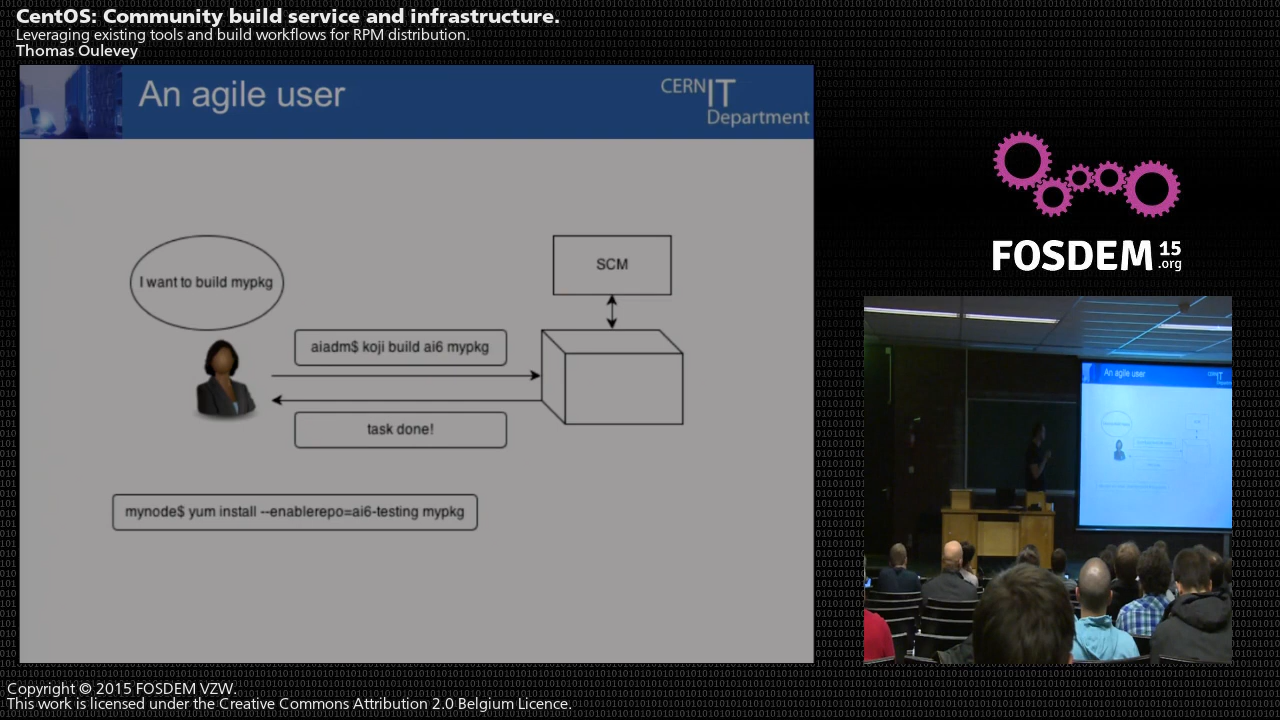 CentOS: Community build service and infrastructure.
Leveraging existing tools and build workflows for RPM distribution.
Thomas Oulevey
An agile user
CERN IT
Department
I want to build mypkg
SCM
aiadm$ koji build ai6 mypkg
task done!
mynode$ yum install --enablerepo=ai6-testing mypkg
FOSDEM 15
.org
An agile user
Copyright © 2015 FOSDEM VZW.
This work is licensed under the Creative Commons Attribution 2.0 Belgium Licence.